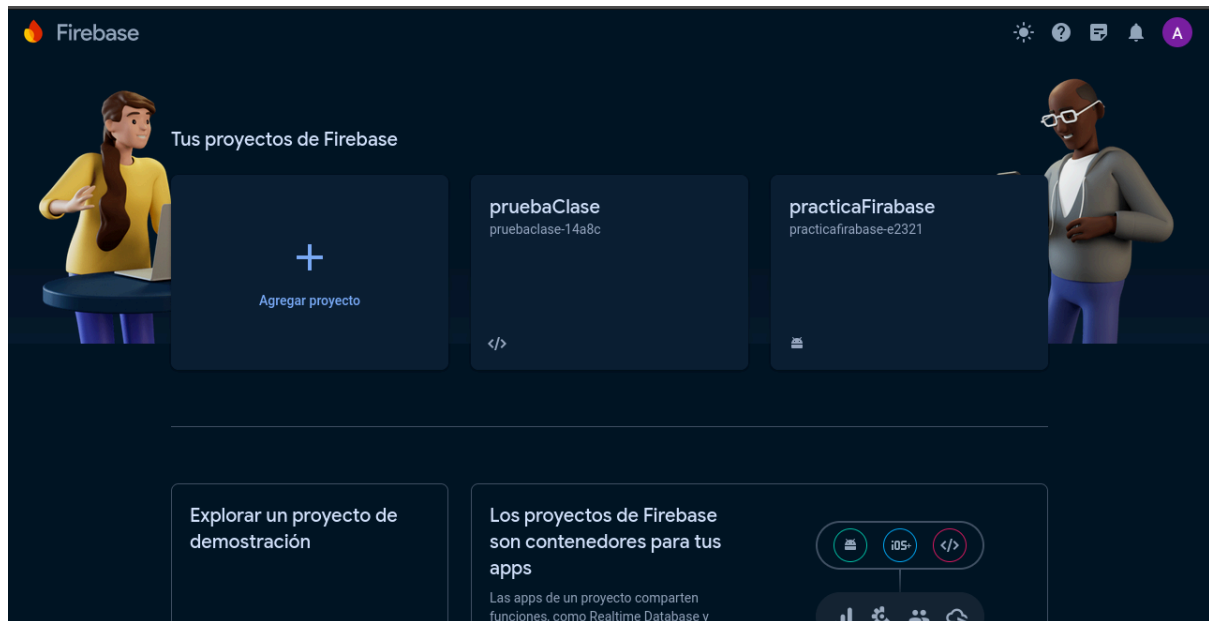 Firebase
A
Tus proyectos de Firebase
Agregar proyecto
pruebaClase
pruebaclase-14a8c
</>
practicaFirabase
practicafirabase-e2321
Explorar un proyecto de
demostración
Los proyectos de Firebase
son contenedores para tus
apps
Las apps de un proyecto comparten
funciones, como Realtime Database y
iOS+
</>